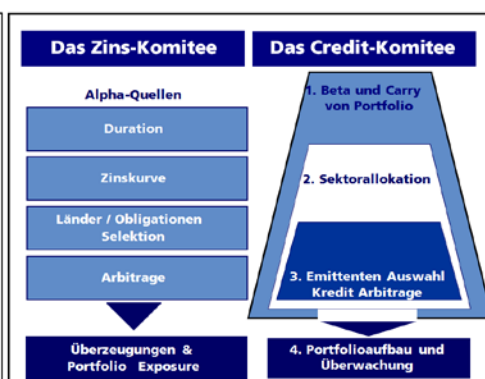 Das Zins-Komitee
Alpha-Quellen
Duration
Zinskurve
Länder / Obligationen
Selektion
Arbitrage
Überzeugungen &
Portfolio Exposure
Das Credit-Komitee
1. Beta und Carry
von Portfolio
2. Sektorallokation
3. Emittenten Auswahl
Kredit Arbitrage
4. Portfolioaufbau und
Überwachung